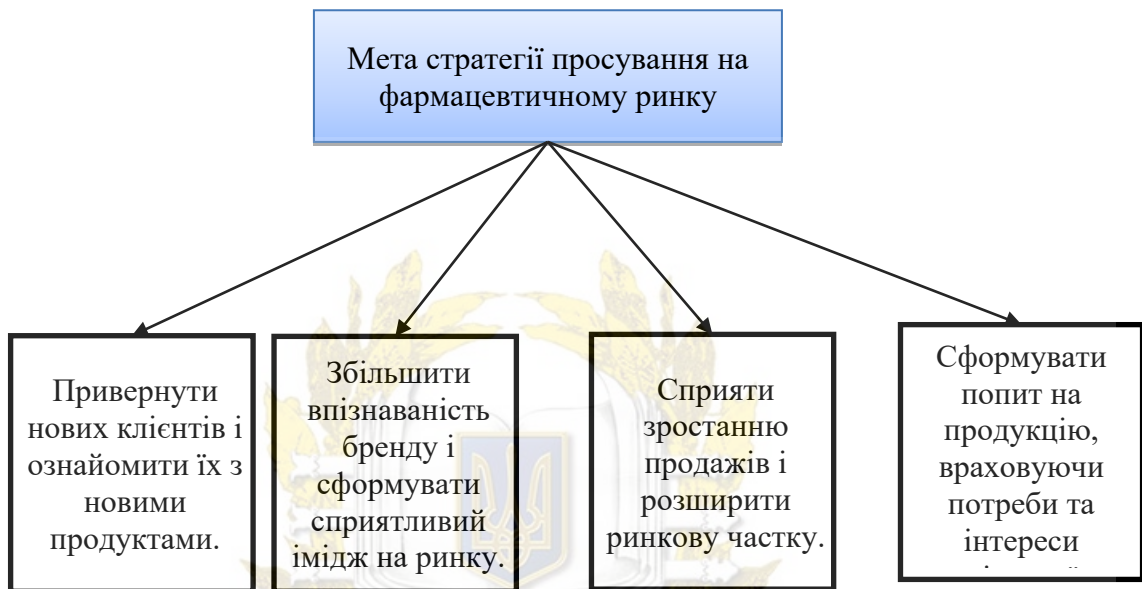 Мета стратегії просування на
фармацевтичному ринку
Привернути
нових клієнтів і
ознайомити їх з
новими
продуктами.
Збільшити
впізнаваність
бренду і
сформувати
сприятливий
імідж на ринку.
Сприяти
зростанню
продажів і
розширити
ринкову частку.
Сформувати
попит на
продукцію,
враховуючи
потреби та
інтереси